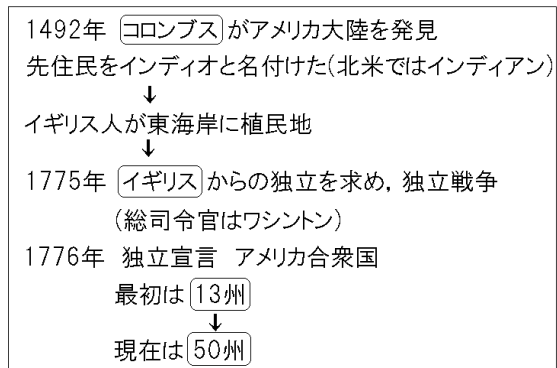 1492年 コロンブスがアメリカ大陸を発見
先住民をインディオと名付けた(北米ではインディアン)
↓
イギリス人が東海岸に植民地
↓
1775年 イギリスからの独立を求め，独立戦争
(総司令官はワシントン)
1776年 独立宣言 アメリカ合衆国
最初は13州
↓
現在は50州